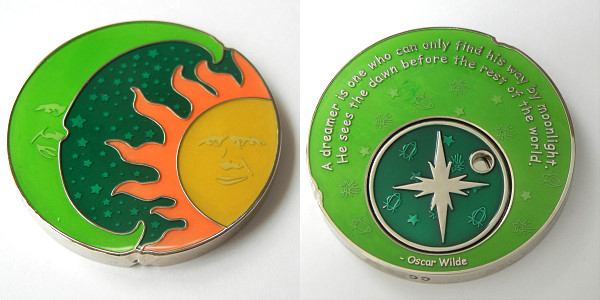 A dreamer is one who can only find his way by moonlight.
He sees the dawn before the rest of the world.
- Oscar Wilde